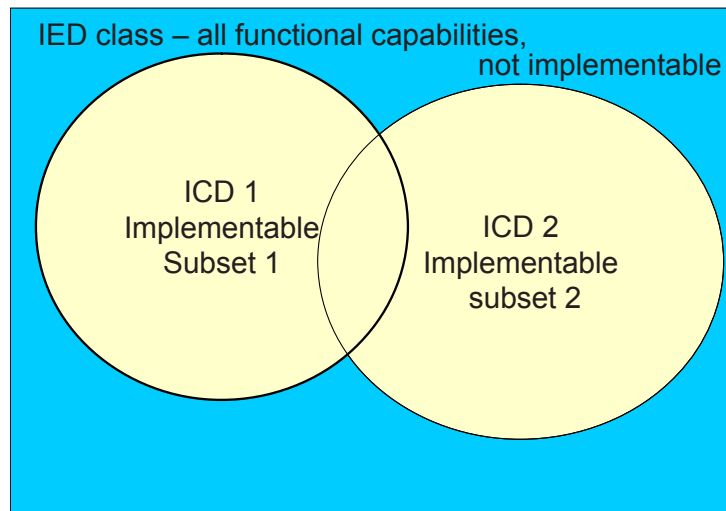 IED class – all functional capabilities,
not implementable
ICD 1
Implementable
Subset 1
ICD 2
Implementable
subset 2